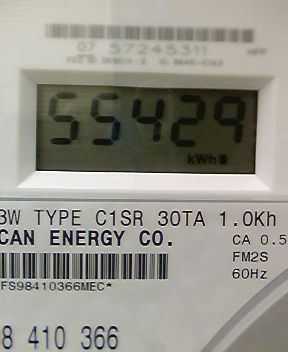 07 57245311
55429
kWh
3W TYPE C1SR 30TA 1.0Kh
CAN ENERGY CO.
CA 0.5
FM2S
60Hz
FS98410366MEC*
8 410 366